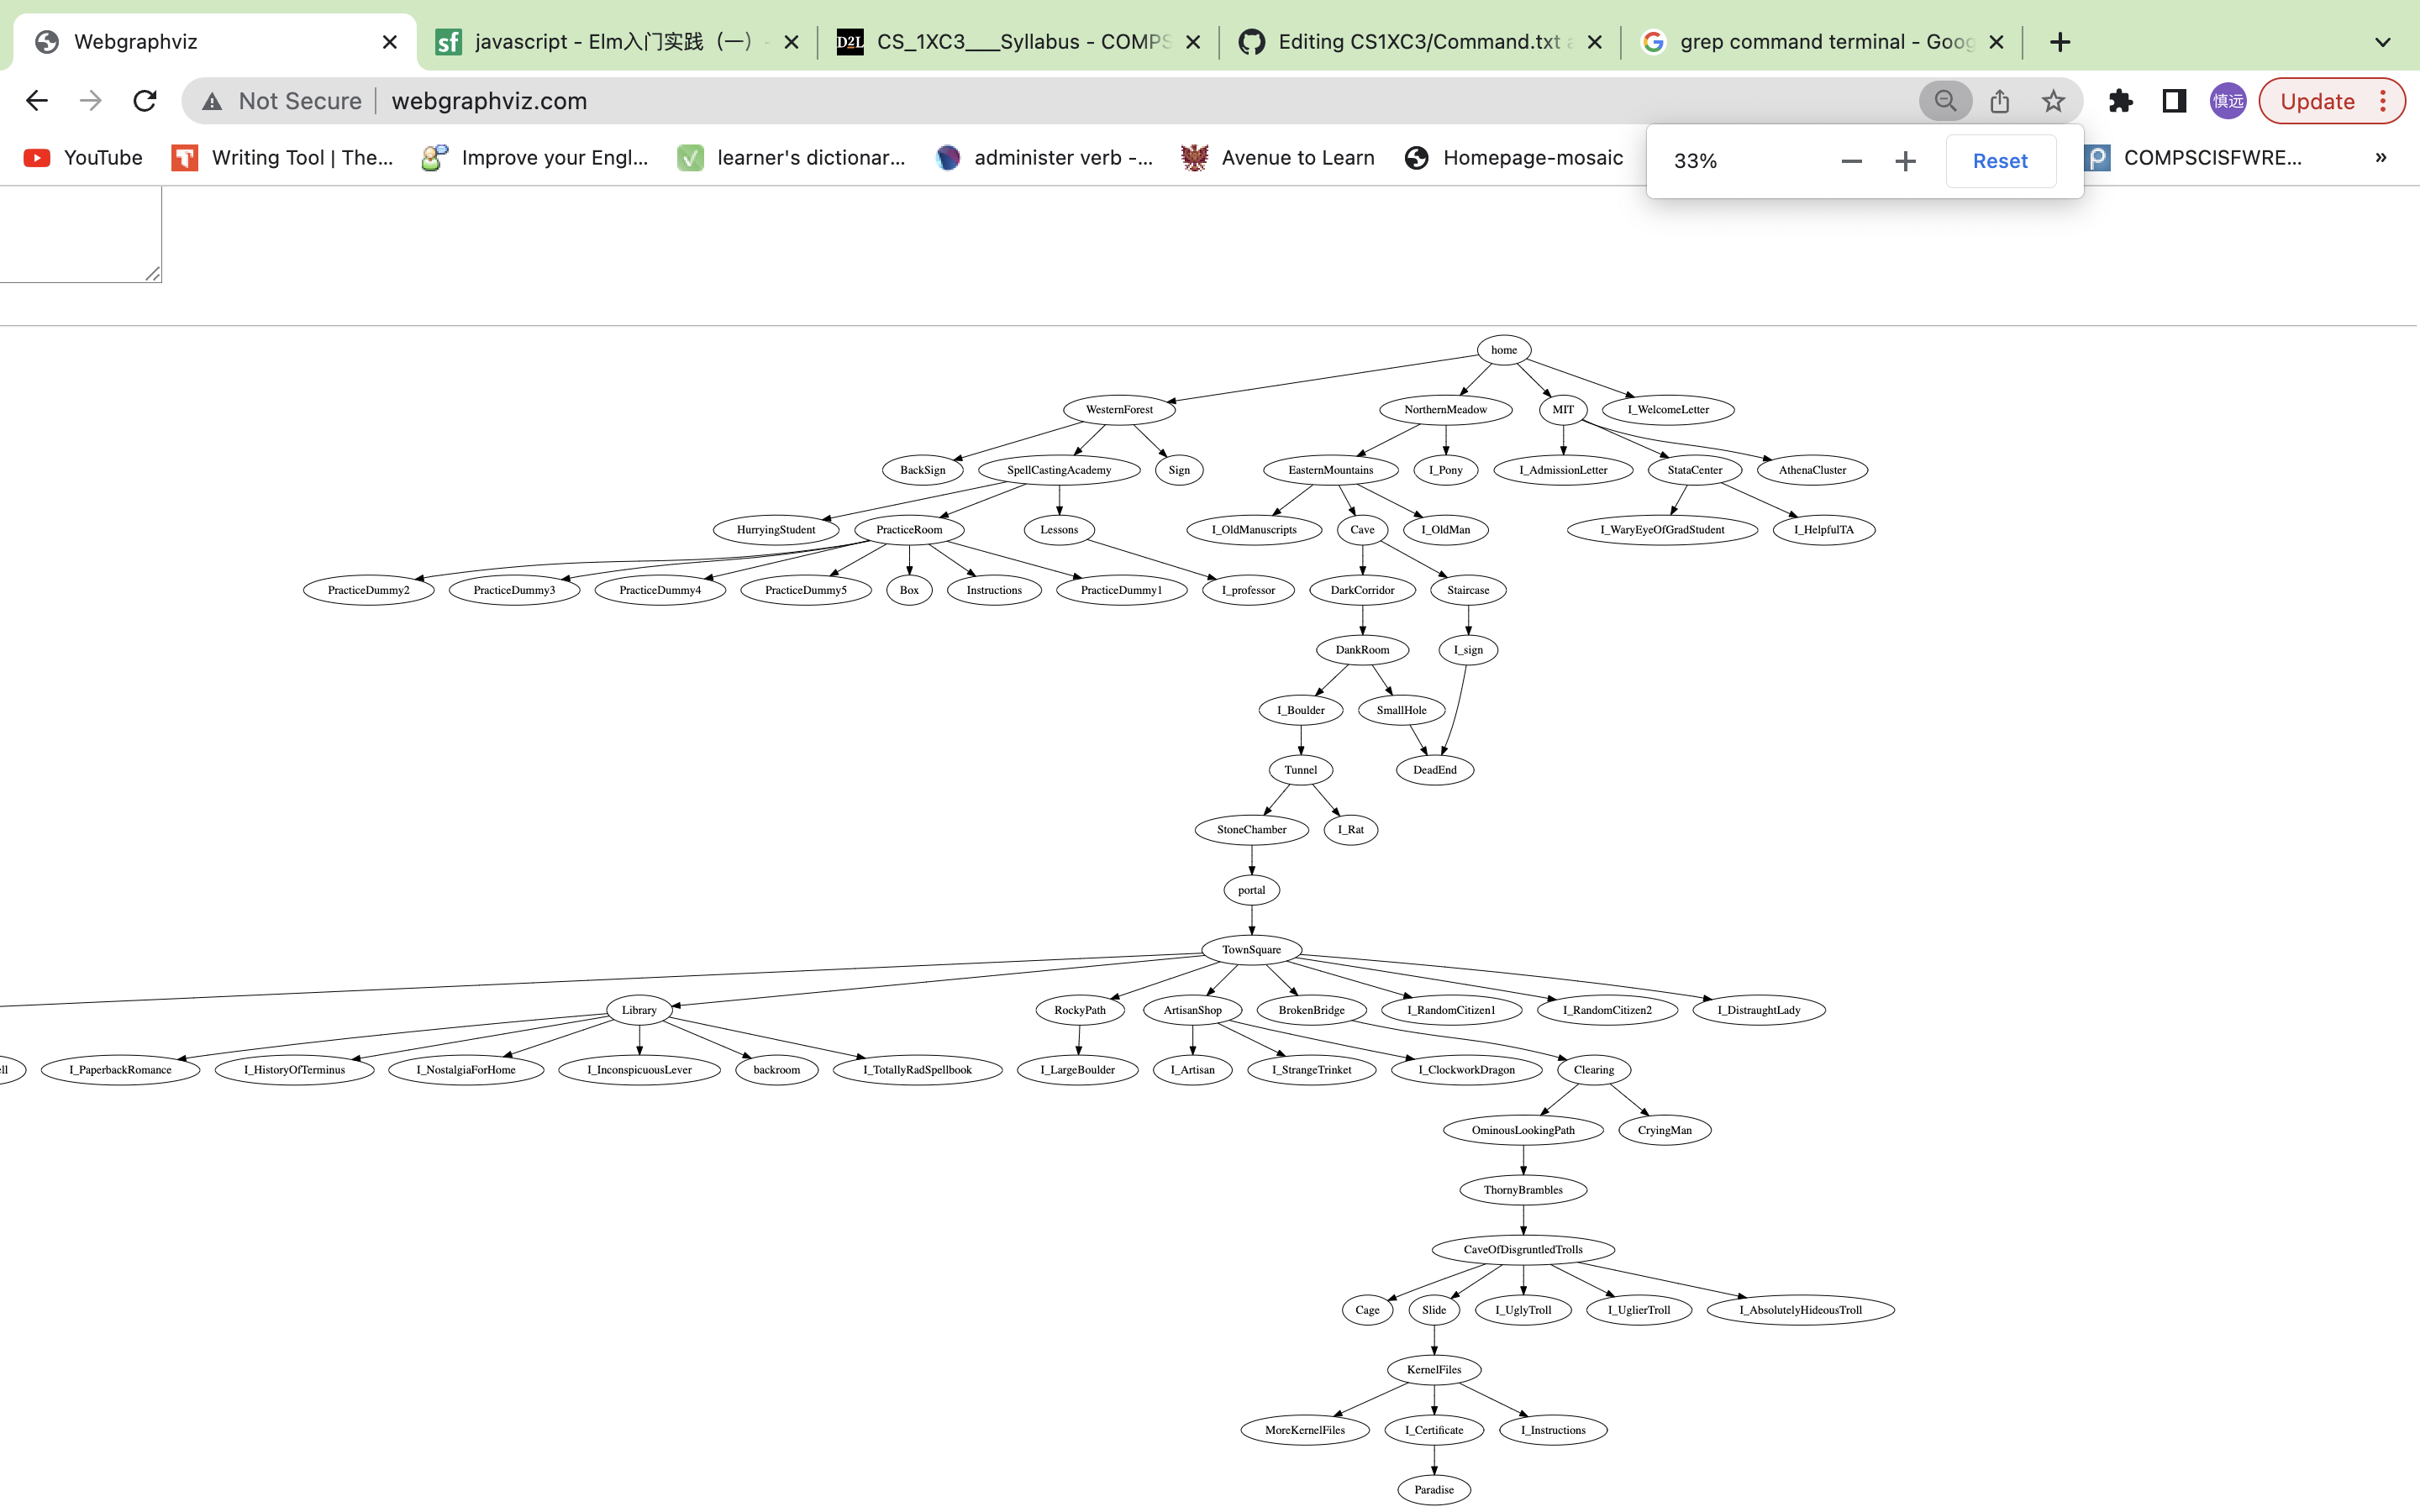 Webgraphviz
javascript - Elm入门实践（一）-
CS_1XC3___Syllabus - COMPS
Editing CS1XC3/Command.txt a
grep command terminal - Goog
Not Secure
webgraphviz.com
慎远
Update
YouTube
Writing Tool | The...
Improve your Engl...
learner's dictionar...
administer verb -...
Avenue to Learn
Homepage-mosaic
33%
Reset
COMPSCISFWRE...
»
home
WesternForest
NorthernMeadow
MIT
I_WelcomeLetter
BackSign
SpellCastingAcademy
Sign
EasternMountains
I_Pony
I_AdmissionLetter
StataCenter
AthenaCluster
HurryingStudent
PracticeRoom
Lessons
I_OldManuscripts
Cave
I_OldMan
I_WaryEyeOfGradStudent
I_HelpfulTA
PracticeDummy2
PracticeDummy3
PracticeDummy4
PracticeDummy5
Box
Instructions
PracticeDummy1
I_professor
DarkCorridor
Staircase
DankRoom
I_sign
I_Boulder
SmallHole
Tunnel
DeadEnd
StoneChamber
I_Rat
portal
TownSquare
Library
RockyPath
ArtisanShop
BrokenBridge
I_RandomCitizen1
I_RandomCitizen2
I_DistraughtLady
ell
I_PaperbackRomance
I_HistoryOfTerminus
I_NostalgiaForHome
I_InconspicuousLever
backroom
I_TotallyRadSpellbook
I_LargeBoulder
I_Artisan
I_StrangeTrinket
I_ClockworkDragon
Clearing
OminousLookingPath
CryingMan
ThornyBrambles
CaveOfDisgruntledTrolls
Cage
Slide
I_UglyTroll
I_UglierTroll
I_AbsolutelyHideousTroll
KernelFiles
MoreKernelFiles
I_Certificate
I_Instructions
Paradise